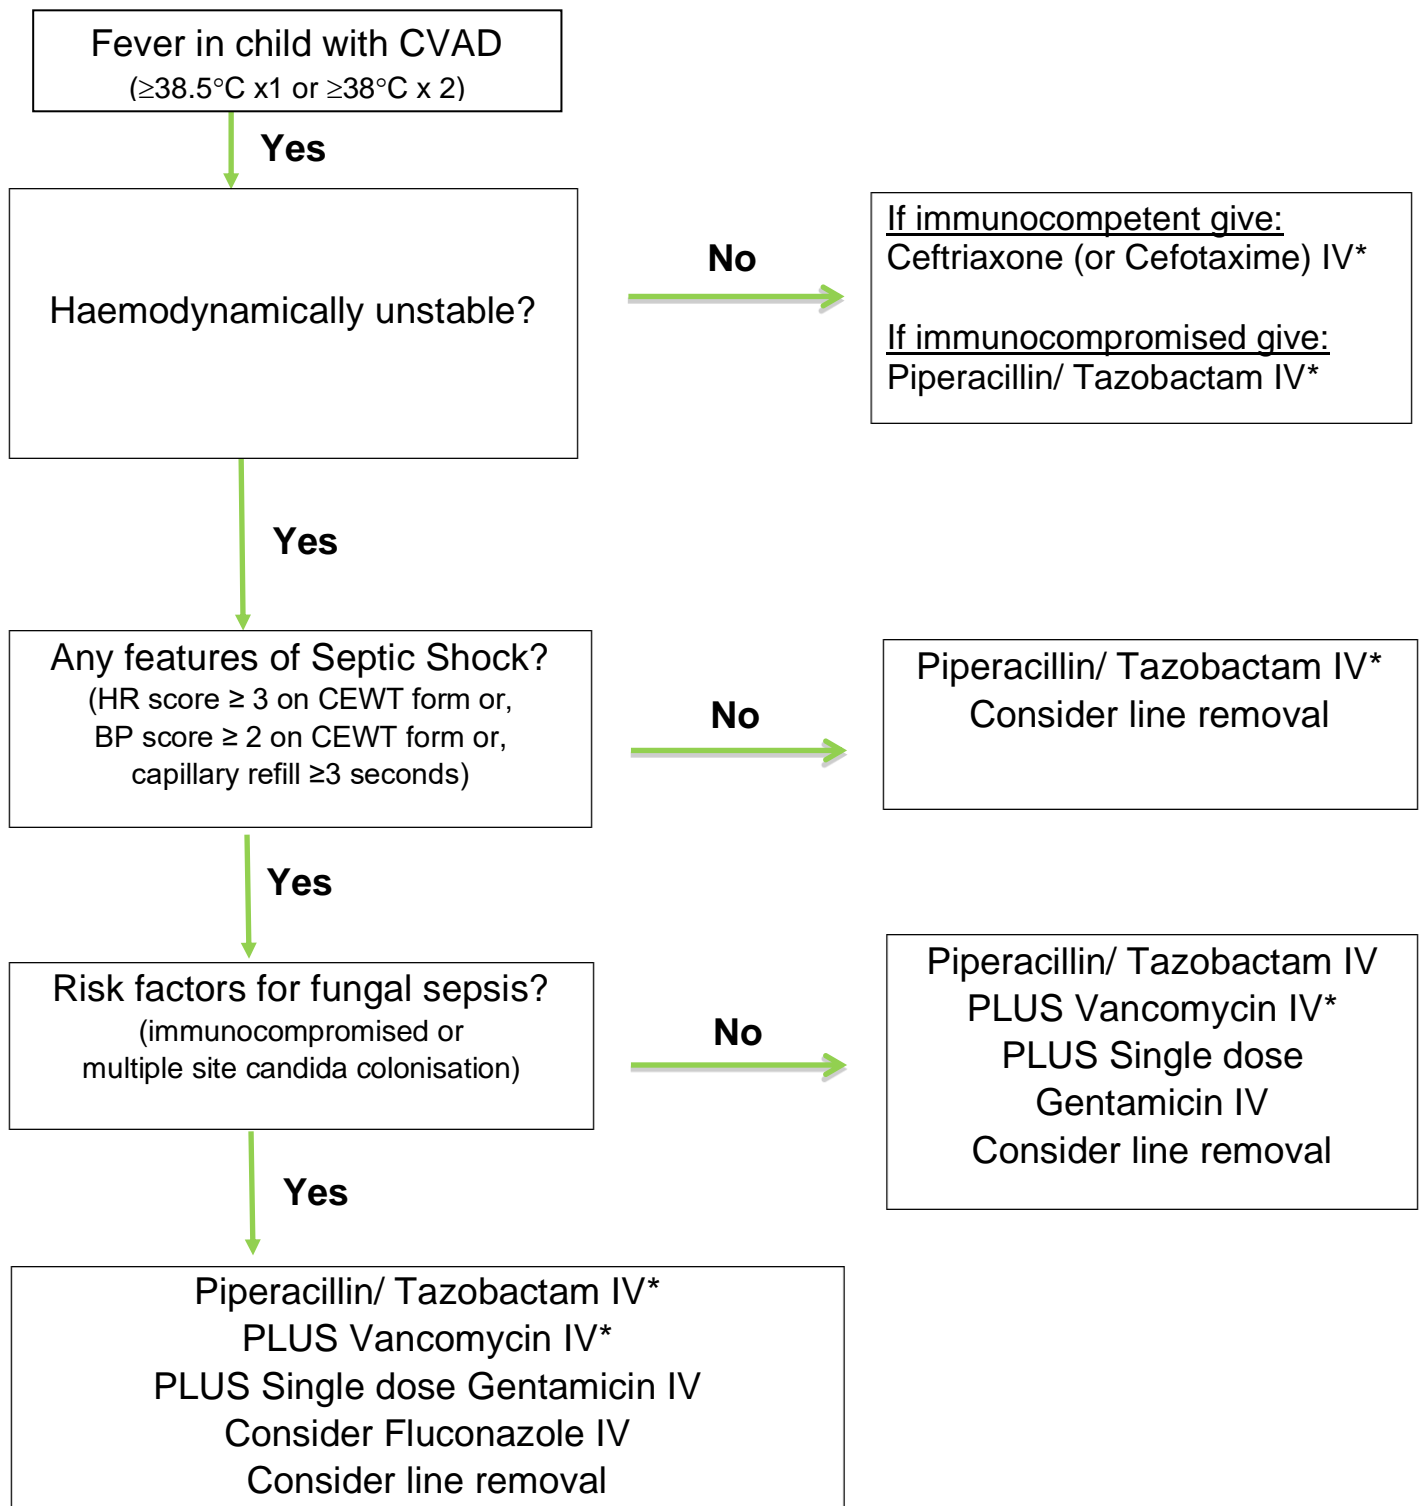 Fever in child with CVAD
(≥38.5°C x1 or ≥38°C x 2)
Yes
Haemodynamically unstable?
No
If immunocompetent give:
Ceftriaxone (or Cefotaxime) IV*
If immunocompromised give:
Piperacillin/ Tazobactam IV*
Yes
Any features of Septic Shock?
(HR score ≥ 3 on CEWT form or,
BP score ≥ 2 on CEWT form or,
capillary refill ≥3 seconds)
No
Piperacillin/ Tazobactam IV*
Consider line removal
Yes
Risk factors for fungal sepsis?
(immunocompromised or
multiple site candida colonisation)
No
Piperacillin/ Tazobactam IV
PLUS Vancomycin IV*
PLUS Single dose
Gentamicin IV
Consider line removal
Yes
Piperacillin/ Tazobactam IV*
PLUS Vancomycin IV*
PLUS Single dose Gentamicin IV
Consider Fluconazole IV
Consider line removal